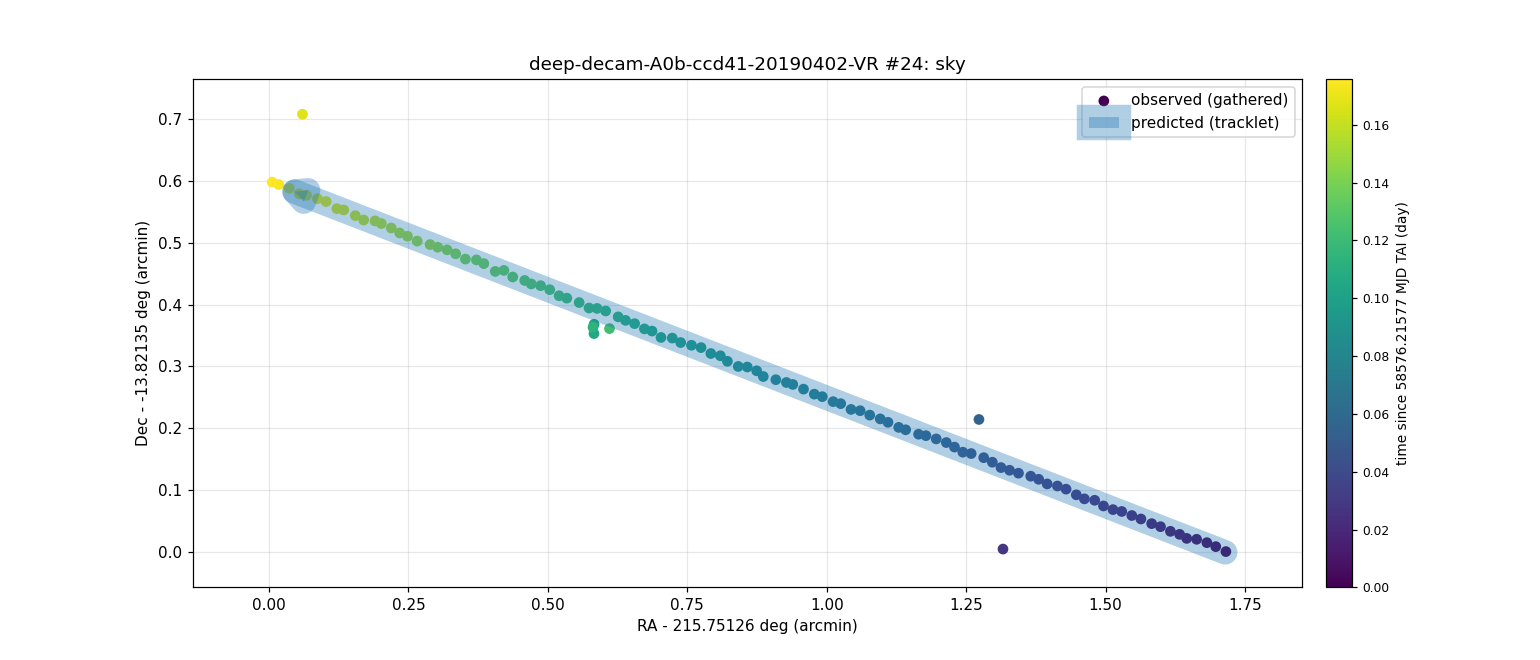 deep-decam-A0b-ccd41-20190402-VR #24: sky
observed (gathered)
predicted (tracklet)
Dec - -13.82135 deg (arcmin)
0.7
0.6
0.5
0.4
0.3
0.2
0.1
0.0
0.00 0.25 0.50 0.75 1.00 1.25 1.50 1.75
RA - 215.75126 deg (arcmin)
0.16
0.14
0.12
0.10
0.08
0.06
0.04
0.02
0.00
time since 58576.21577 MJD TAI (day)